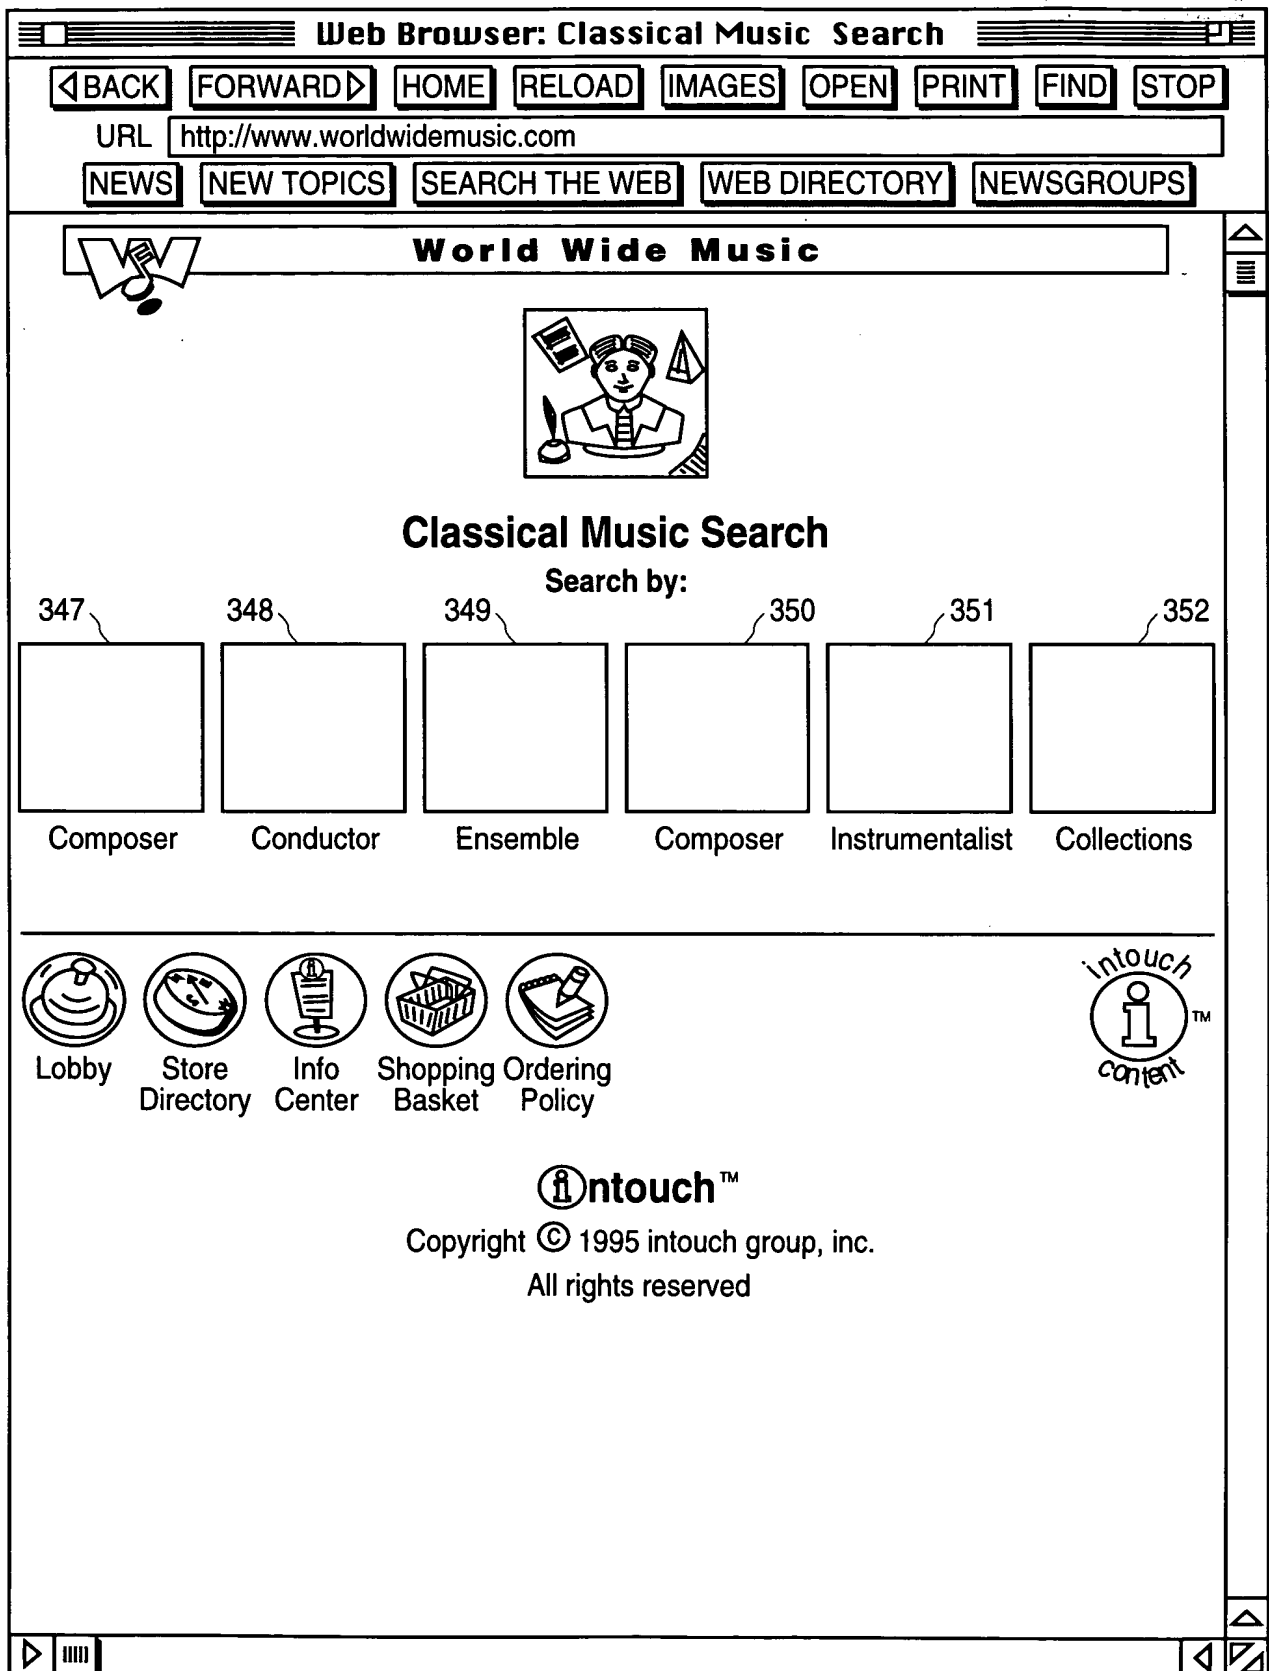 Web Browser: Classical Music Search
BACK FORWARD HOME RELOAD IMAGES OPEN PRINT FIND STOP
URL http://www.worldwidemusic.com
NEWS NEW TOPICS SEARCH THE WEB WEB DIRECTORY NEWSGROUPS
World Wide Music
Classical Music Search
Search by:
347 348 349 350 351 352
Composer Conductor Ensemble Composer Instrumentalist Collections
intouch
i TM
content
Lobby Store Info Shopping Ordering
Directory Center Basket Policy
intouch™
Copyright © 1995 intouch group, inc.
All rights reserved